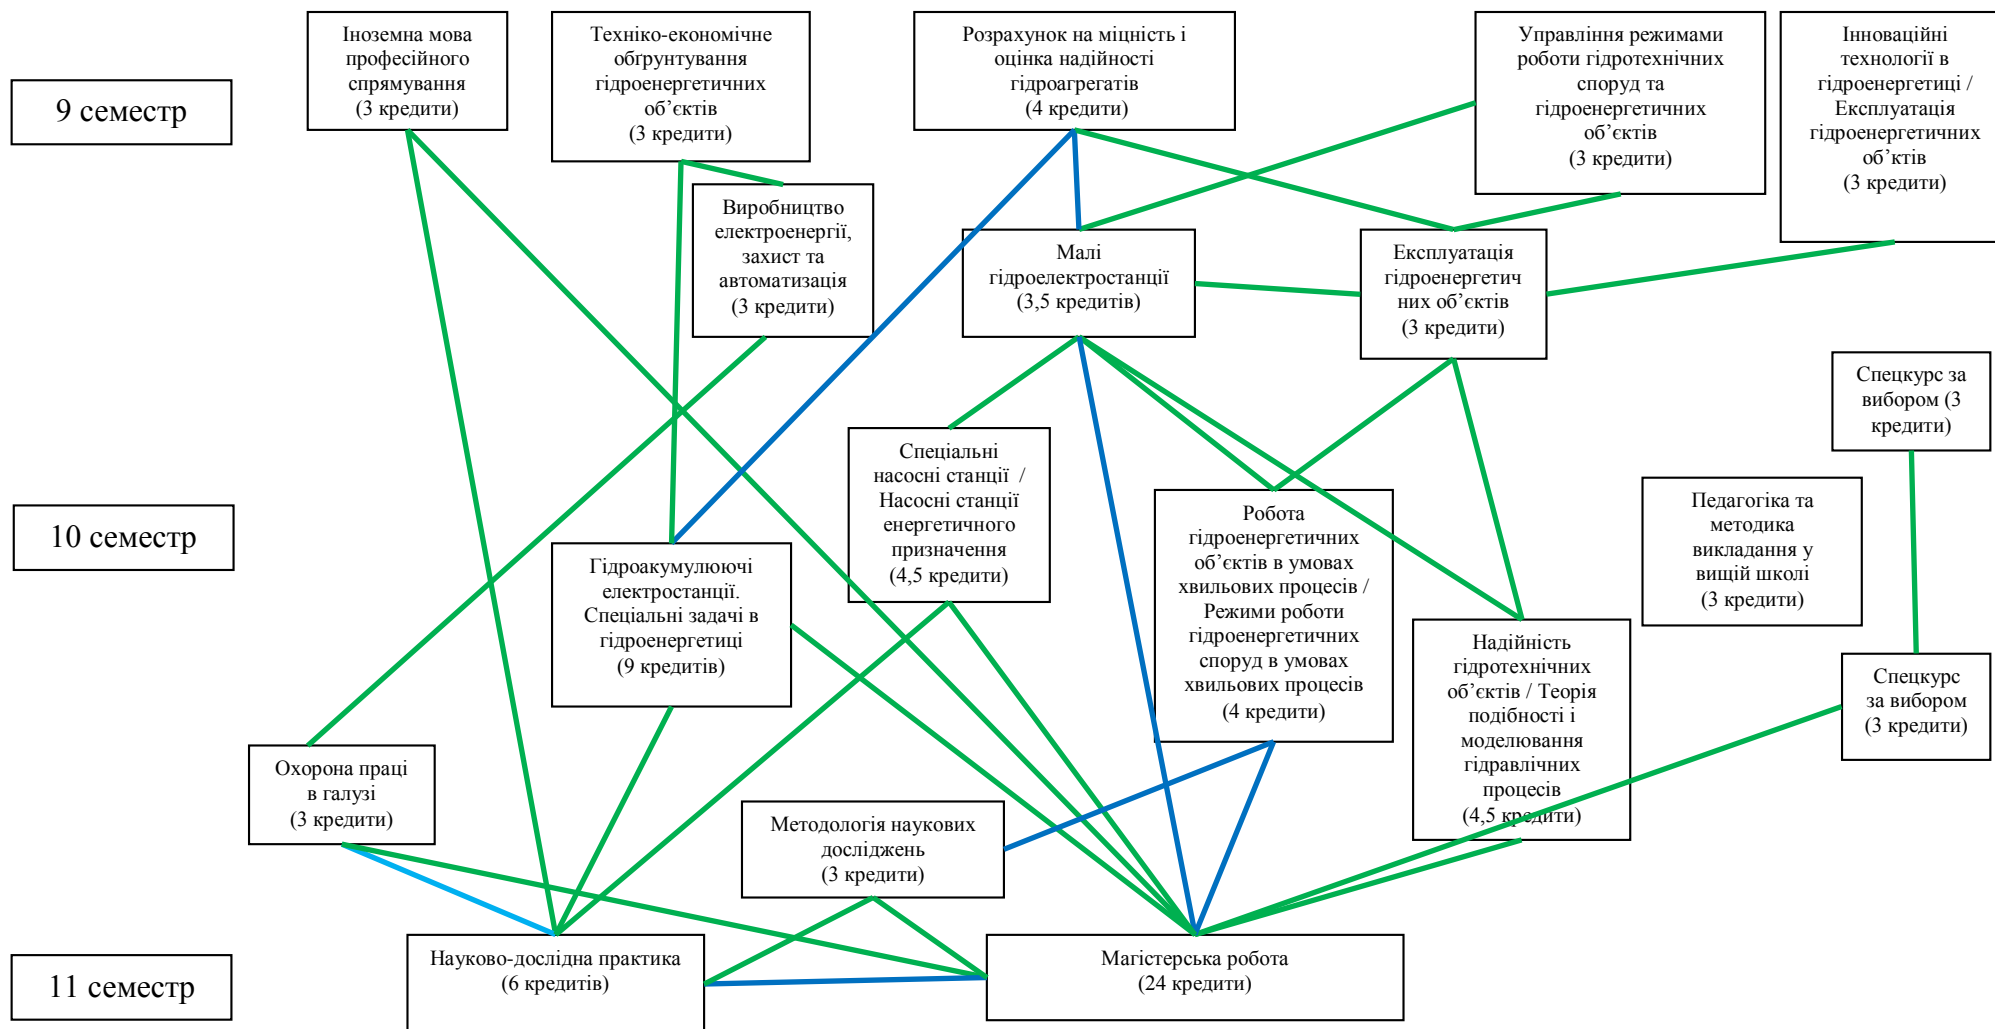 9 семестр
Іноземна мова
професійного
спрямування
(3 кредити)
Техніко-економічне
обґрунтування
гідроенергетичних
об’єктів
(3 кредити)
Розрахунок на міцність і
оцінка надійності
гідроагрегатів
(4 кредити)
Управління режимами
роботи гідротехнічних
споруд та
гідроенергетичних
об’єктів
(3 кредити)
Інноваційні
технології в
гідроенергетиці /
Експлуатація
гідроенергетичних
об’ктів
(3 кредити)
Виробництво
електроенергії,
захист та
автоматизація
(3 кредити)
Малі
гідроелектростанції
(3,5 кредитів)
Експлуатація
гідроенергетич
них об’єктів
(3 кредити)
Спецкурс за
вибором (3
кредити)
10 семестр
Гідроакумулюючі
електростанції.
Спеціальні задачі в
гідроенергетиці
(9 кредитів)
Спеціальні
насосні станції /
Насосні станції
енергетичного
призначення
(4,5 кредити)
Робота
гідроенергетичних
об’єктів в умовах
хвильових процесів /
Режими роботи
гідроенергетичних
споруд в умовах
хвильових процесів
(4 кредити)
Педагогіка та
методика
викладання у
вищій школі
(3 кредити)
Надійність
гідротехнічних
об’єктів / Теорія
подібності і
моделювання
гідравлічних
процесів
(4,5 кредити)
Спецкурс
за вибором
(3 кредити)
Охорона праці
в галузі
(3 кредити)
Методологія наукових
досліджень
(3 кредити)
11 семестр
Науково-дослідна практика
(6 кредитів)
Магістерська робота
(24 кредити)